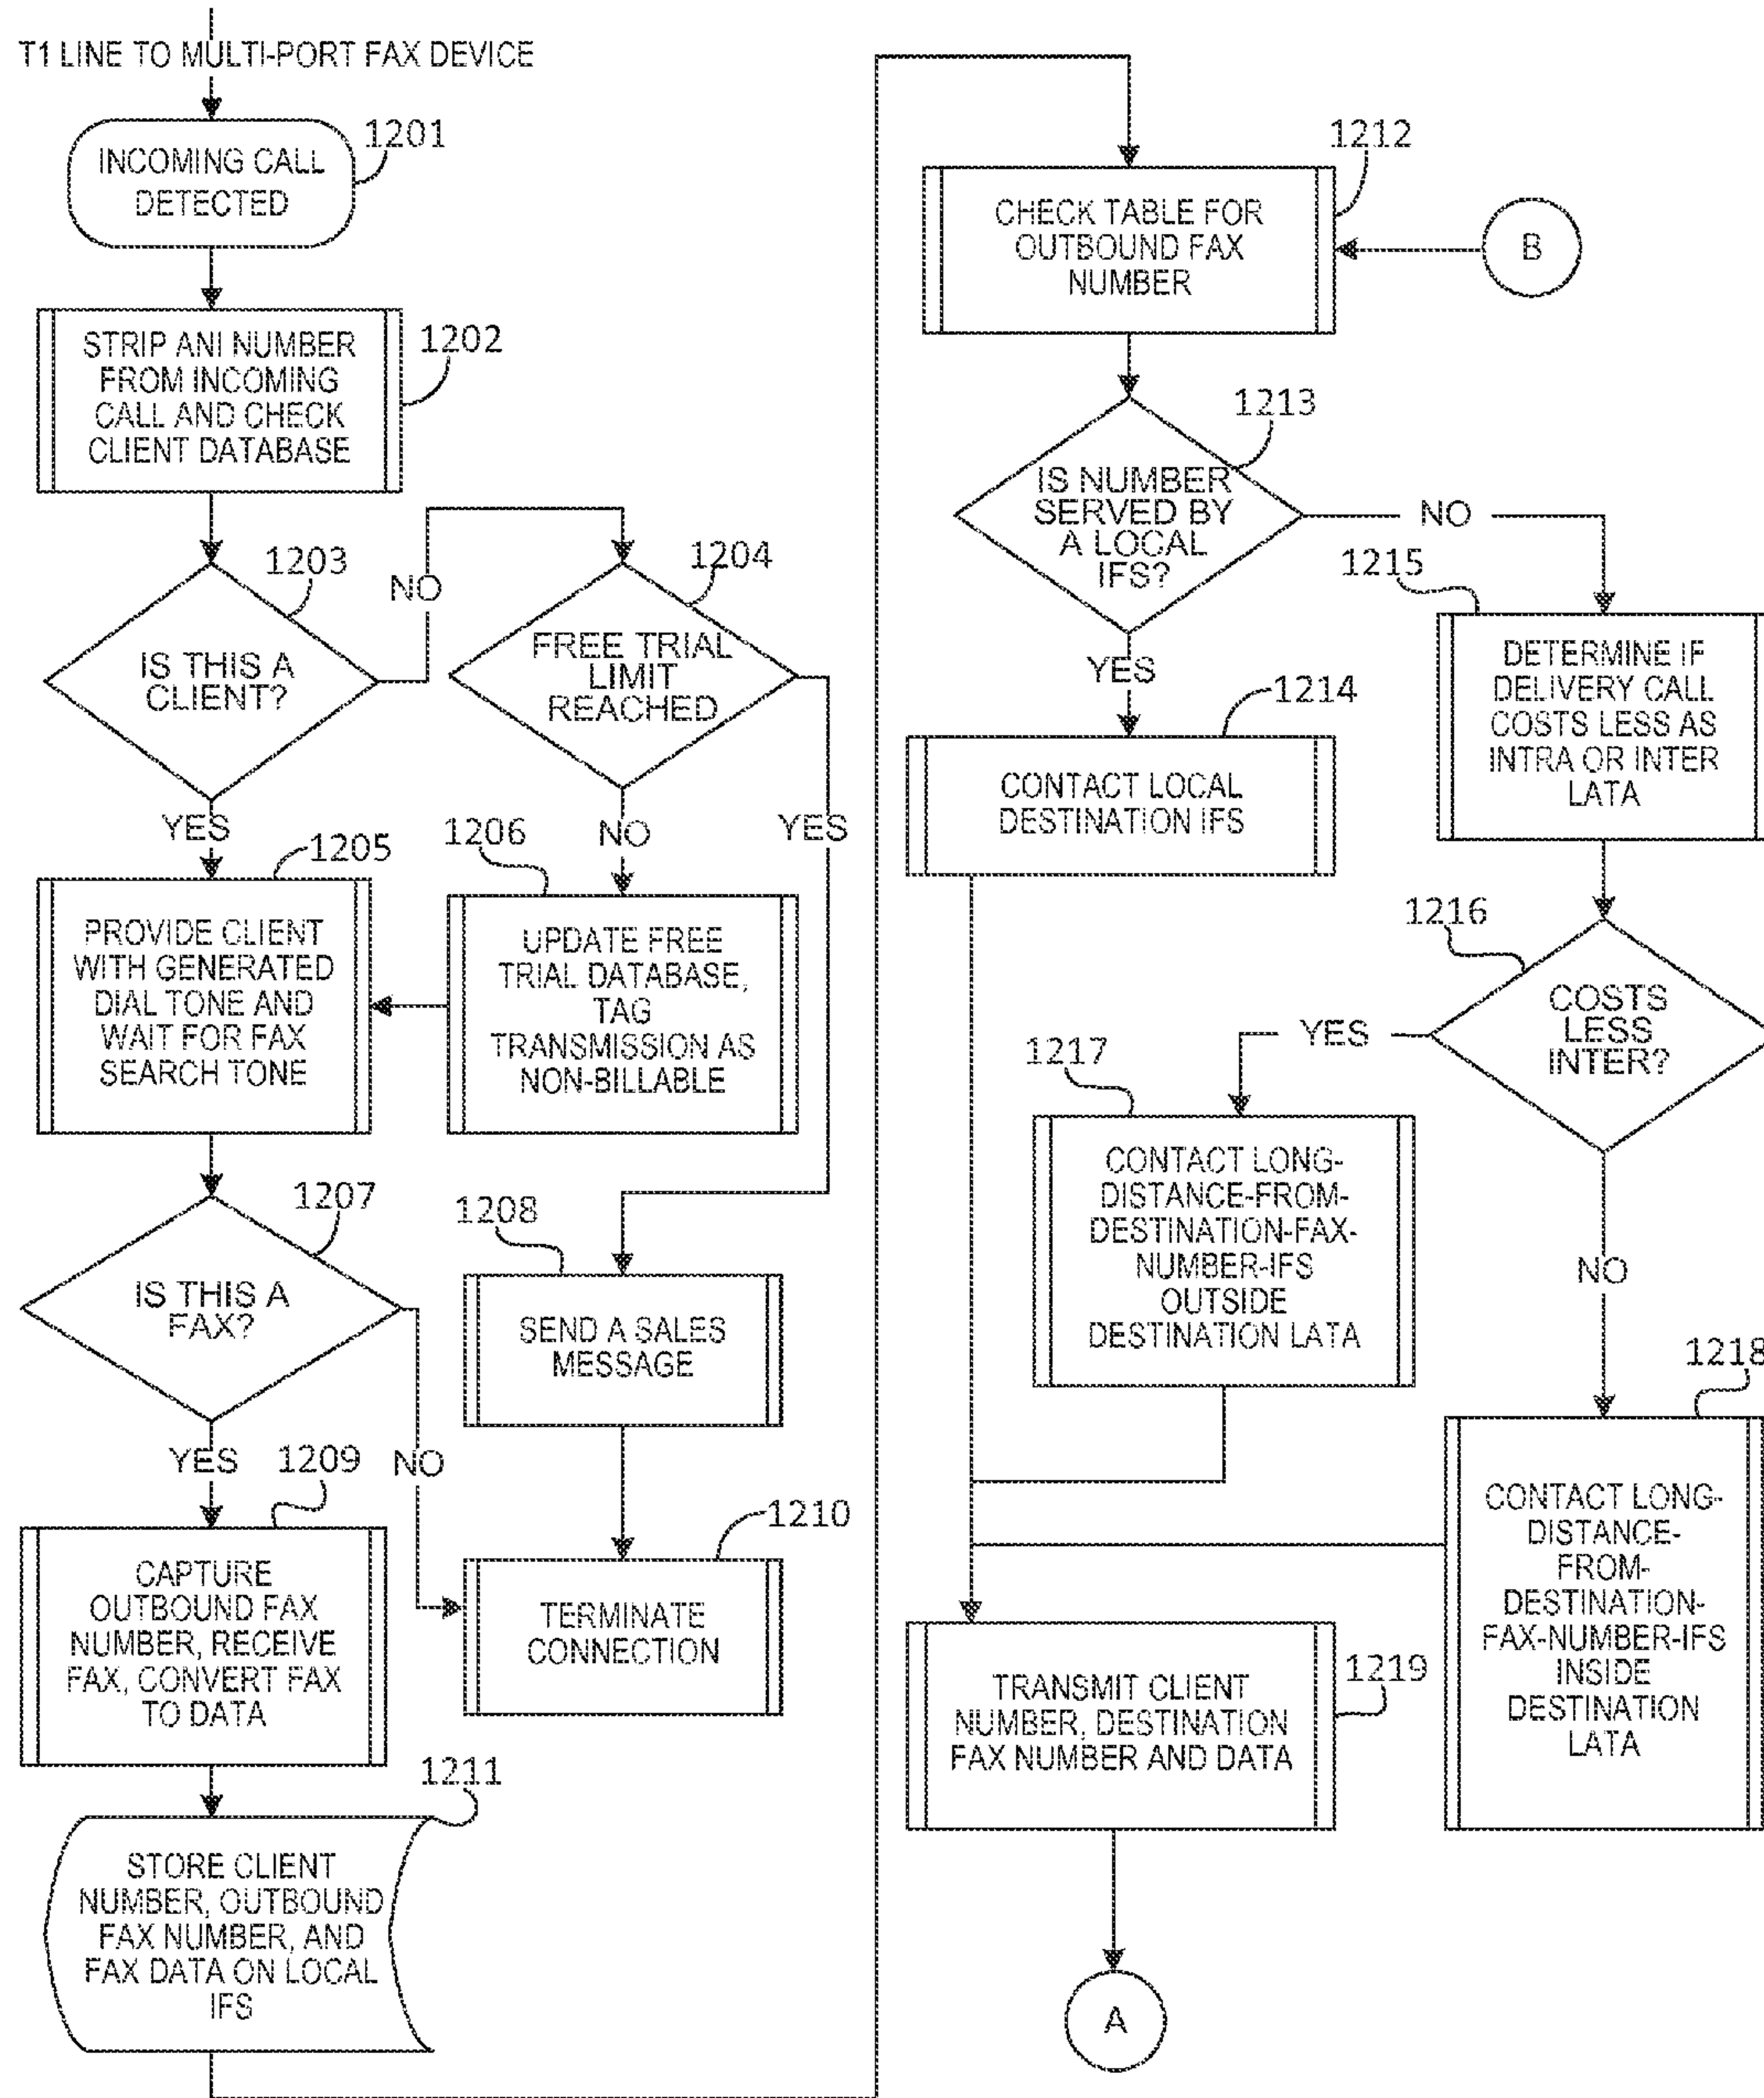 T1 LINE TO MULTI-PORT FAX DEVICE
1201
INCOMING CALL
DETECTED
1202
STRIP ANI NUMBER
FROM INCOMING
CALL AND CHECK
CLIENT DATABASE
1203
IS THIS A
CLIENT?
NO
YES
1204
FREE TRIAL
LIMIT
REACHED
NO
YES
1205
PROVIDE CLIENT
WITH GENERATED
DIAL TONE AND
WAIT FOR FAX
SEARCH TONE
1206
UPDATE FREE
TRIAL DATABASE,
TAG
TRANSMISSION AS
NON-BILLABLE
1207
IS THIS A
FAX?
YES
NO
1208
SEND A SALES
MESSAGE
1209
CAPTURE
OUTBOUND FAX
NUMBER, RECEIVE
FAX, CONVERT FAX
TO DATA
1210
TERMINATE
CONNECTION
1211
STORE CLIENT
NUMBER, OUTBOUND
FAX NUMBER, AND
FAX DATA ON LOCAL
IFS
1212
CHECK TABLE FOR
OUTBOUND FAX
NUMBER
B
1213
IS NUMBER
SERVED BY
A LOCAL
IFS?
NO
YES
1214
CONTACT LOCAL
DESTINATION IFS
1215
DETERMINE IF
DELIVERY CALL
COSTS LESS AS
INTRA OR INTER
LATA
1216
COSTS
LESS
INTER?
YES
NO
1217
CONTACT LONG-
DISTANCE-FROM-
DESTINATION-FAX-
NUMBER-IFS
OUTSIDE
DESTINATION LATA
1218
CONTACT LONG-
DISTANCE-
FROM-
DESTINATION-
FAX-NUMBER-IFS
INSIDE
DESTINATION
LATA
1219
TRANSMIT CLIENT
NUMBER, DESTINATION
FAX NUMBER AND DATA
A